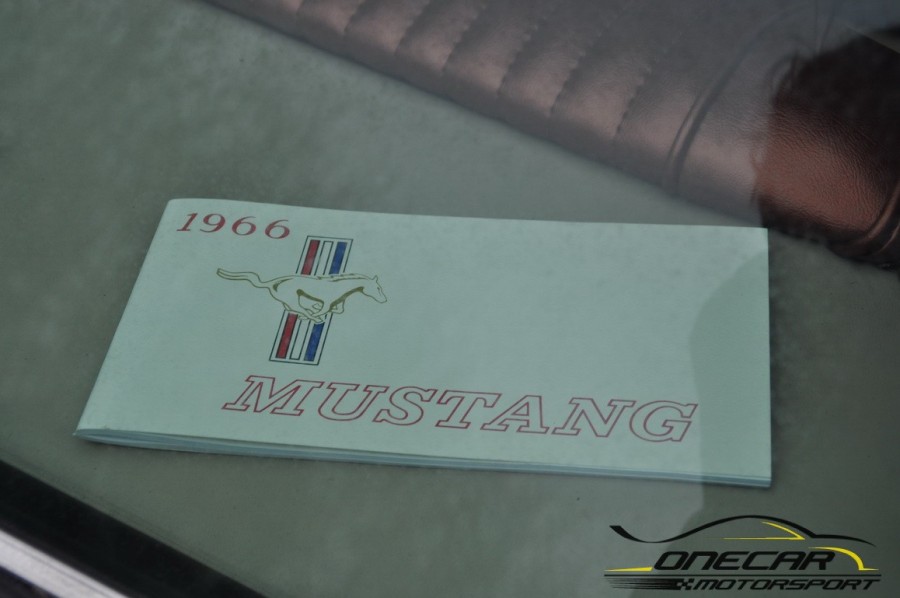 1966
MUSTANG
ONECAR
MOTORSPORT